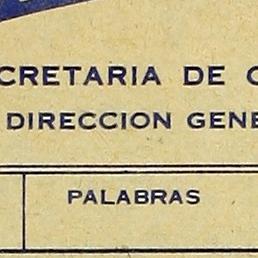 CRETARIA DE C
DIRECCION GENE
PALABRAS